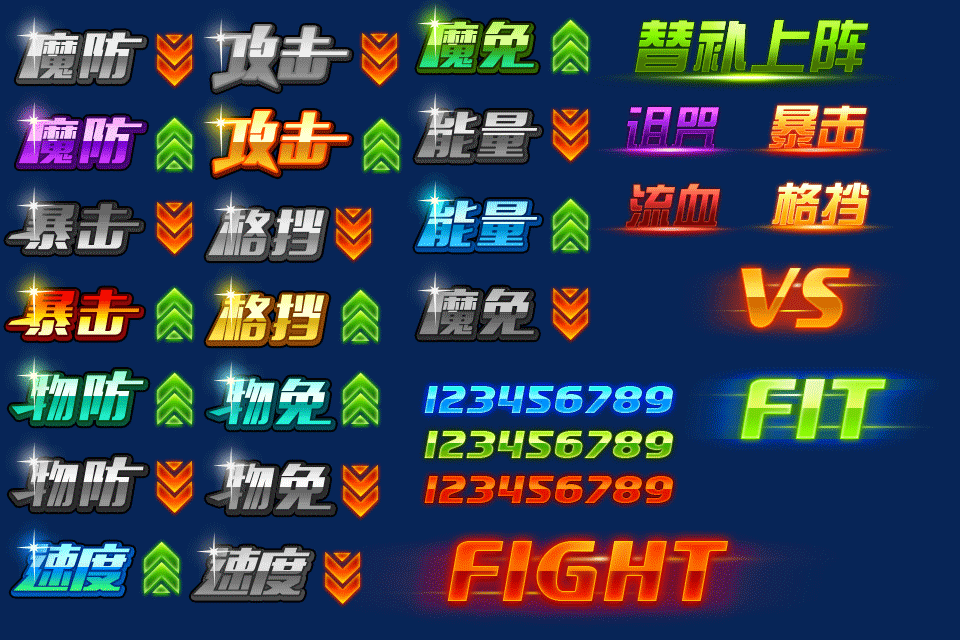 魔防
攻击
魔免
替补上阵
魔防
攻击
能量
诅咒
暴击
暴击
格挡
能量
流血
格挡
暴击
格挡
魔免
VS
物防
物免
123456789
FIT
123456789
物防
物免
123456789
速度
速度
FIGHT